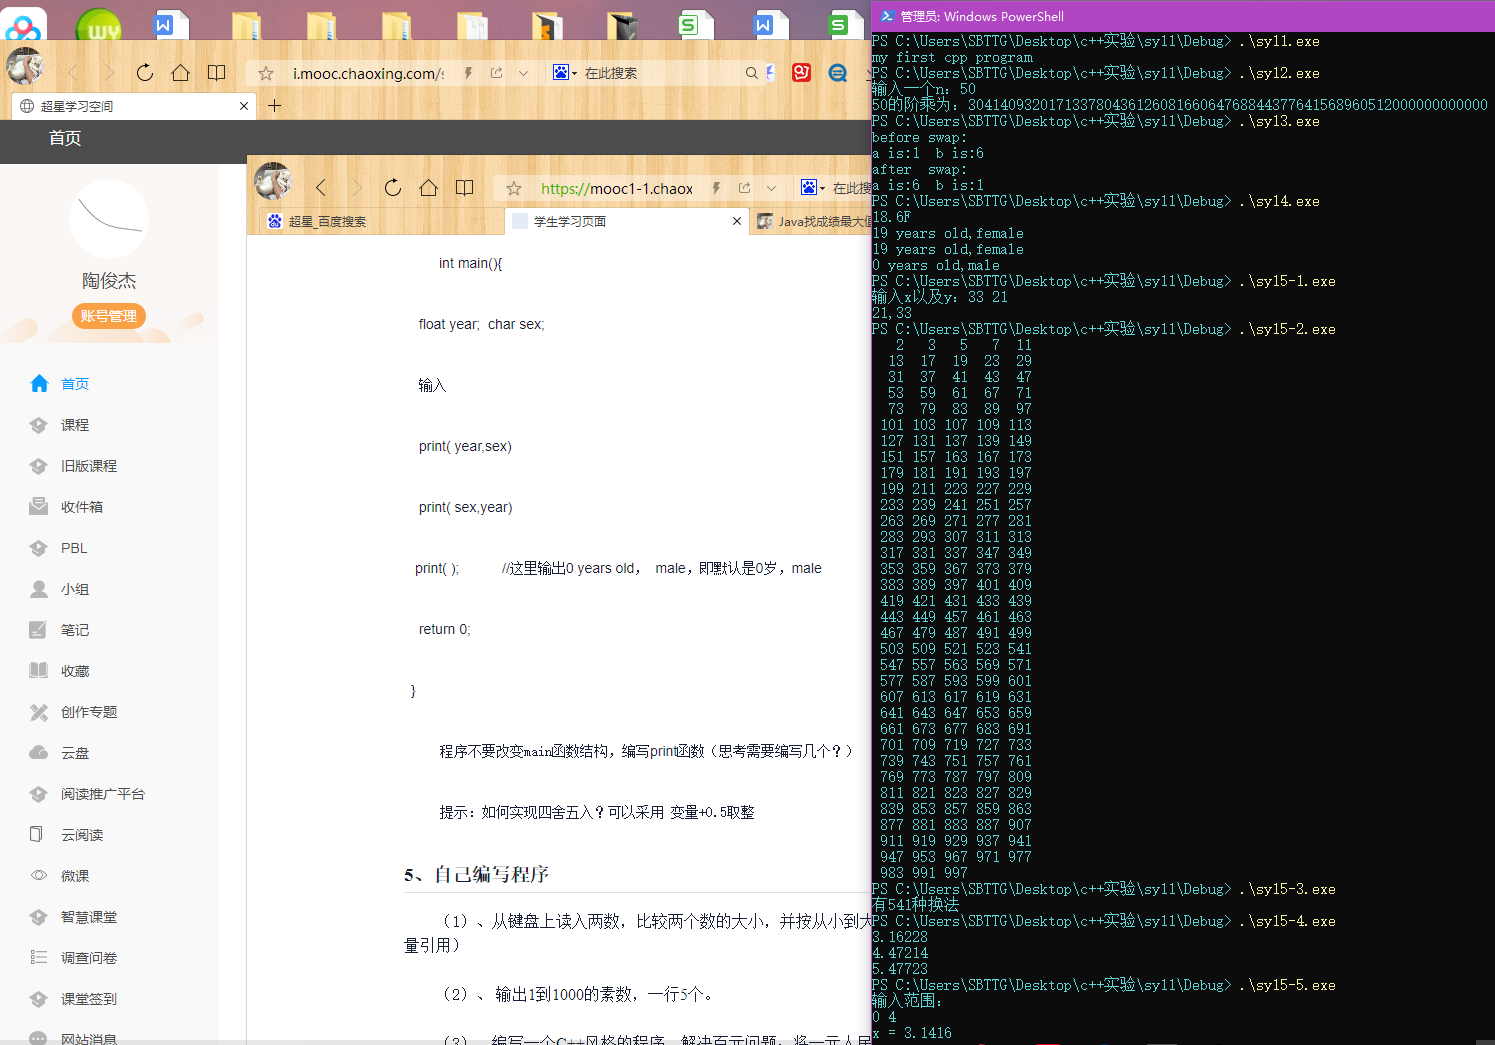 管理员: Windows PowerShell
i.mooc.chaoxing.com/s
在此搜索
超星学习空间
首页
陶俊杰
账号管理
首页
课程
旧版课程
收件箱
PBL
小组
笔记
收藏
创作专题
云盘
阅读推广平台
云阅读
微课
智慧课堂
调查问卷
课堂签到
网站消息
https://mooc1-1.chaox
在此搜
超星_百度搜索
学生学习页面
Java找成绩最大值
int main(){
float year;  char sex;
输入
print( year,sex)
print( sex,year)
print( );  //这里输出0 years old， male，即默认是0岁，male
return 0;
}
程序不要改变main函数结构，编写print函数（思考需要编写几个？）
提示：如何实现四舍五入？可以采用 变量+0.5取整
5、自己编写程序
（1）、从键盘上读入两数，比较两个数的大小，并按从小到大
量引用）
（2）、 输出1到1000的素数，一行5个。
（3）、 编写一个C++风格的程序，解决百元问题，将一元人民
PS C:\Users\SBTTG\Desktop\c++实验\sy11\Debug> .\sy11.exe
my first cpp program
PS C:\Users\SBTTG\Desktop\c++实验\sy11\Debug> .\sy12.exe
输入一个n：50
50的阶乘为：30414093201713378043612608166064768844377641568960512000000000000
PS C:\Users\SBTTG\Desktop\c++实验\sy11\Debug> .\sy13.exe
before swap:
a is:1  b is:6
after  swap:
a is:6  b is:1
PS C:\Users\SBTTG\Desktop\c++实验\sy11\Debug> .\sy14.exe
18.6F
19 years old,female
19 years old,female
0 years old,male
PS C:\Users\SBTTG\Desktop\c++实验\sy11\Debug> .\sy15-1.exe
输入x以及y：33 21
21,33
PS C:\Users\SBTTG\Desktop\c++实验\sy11\Debug> .\sy15-2.exe
2 3 5 7 11
13 17 19 23 29
31 37 41 43 47
53 59 61 67 71
73 79 83 89 97
101 103 107 109 113
127 131 137 139 149
151 157 163 167 173
179 181 191 193 197
199 211 223 227 229
233 239 241 251 257
263 269 271 277 281
283 293 307 311 313
317 331 337 347 349
353 359 367 373 379
383 389 397 401 409
419 421 431 433 439
443 449 457 461 463
467 479 487 491 499
503 509 521 523 541
547 557 563 569 571
577 587 593 599 601
607 613 617 619 631
641 643 647 653 659
661 673 677 683 691
701 709 719 727 733
739 743 751 757 761
769 773 787 797 809
811 821 823 827 829
839 853 857 859 863
877 881 883 887 907
911 919 929 937 941
947 953 967 971 977
983 991 997
PS C:\Users\SBTTG\Desktop\c++实验\sy11\Debug> .\sy15-3.exe
有541种换法
PS C:\Users\SBTTG\Desktop\c++实验\sy11\Debug> .\sy15-4.exe
3.16228
4.47214
5.47723
PS C:\Users\SBTTG\Desktop\c++实验\sy11\Debug> .\sy15-5.exe
输入范围：
0 4
x = 3.1416